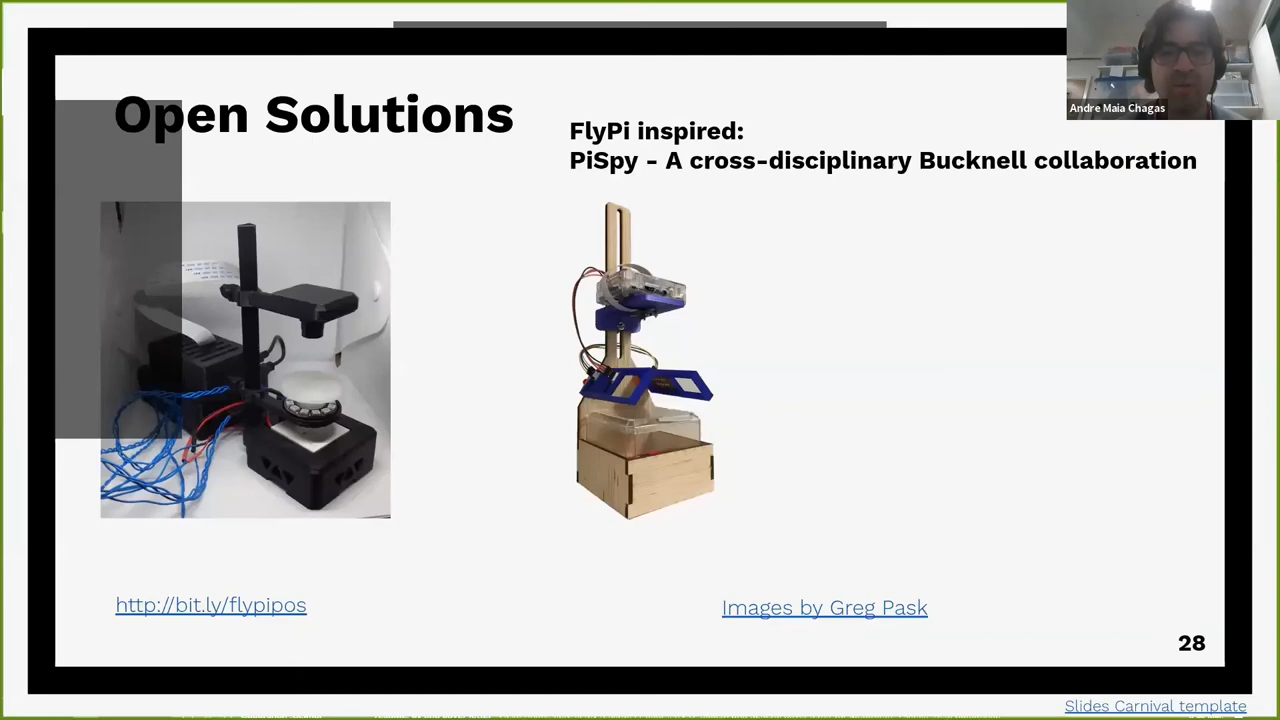 Andre Maia Chagas
Open Solutions
FlyPi inspired:
PiSpy - A cross-disciplinary Bucknell collaboration
http://bit.ly/flypipos
Images by Greg Pask
28
Slides Carnival template